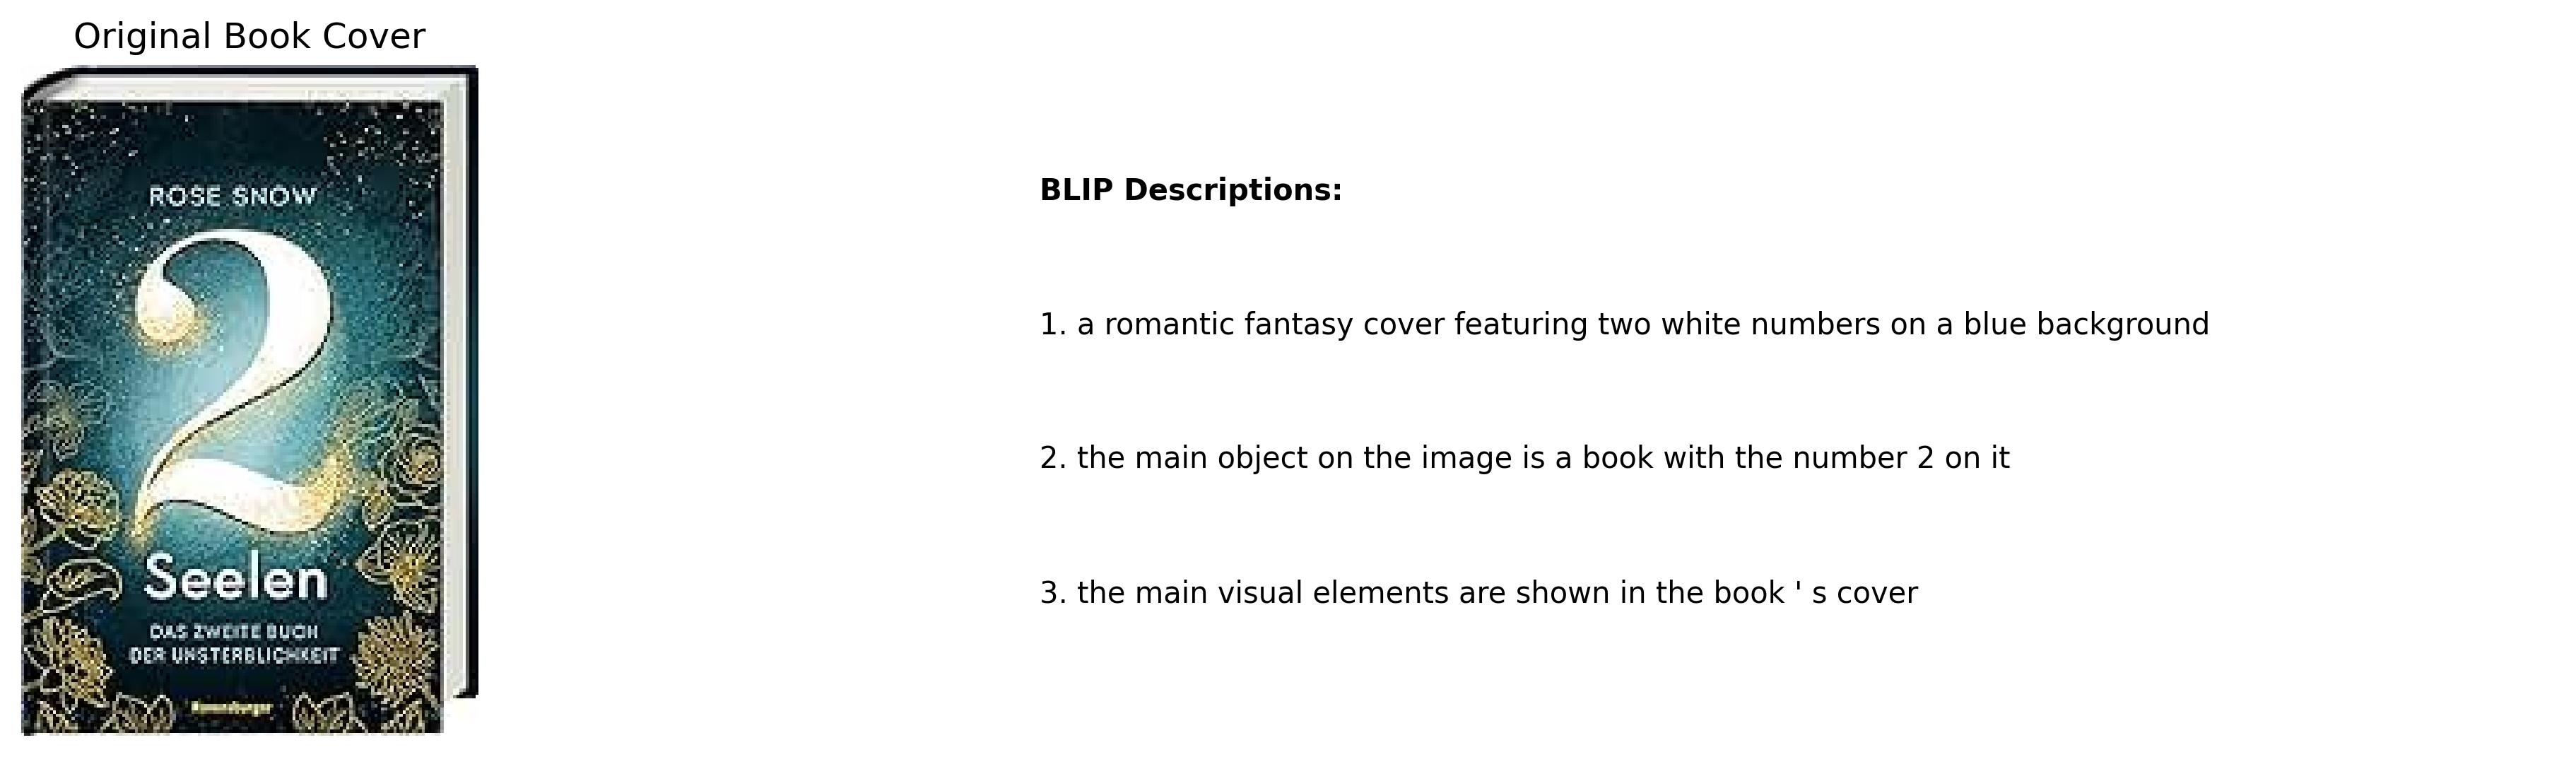 Original Book Cover
ROSE SNOW
2
Seelen
DAS ZWEITE BUCH
DER UNSTERBLICHKEIT
Ravensburger
BLIP Descriptions:
1. a romantic fantasy cover featuring two white numbers on a blue background
2. the main object on the image is a book with the number 2 on it
3. the main visual elements are shown in the book ' s cover